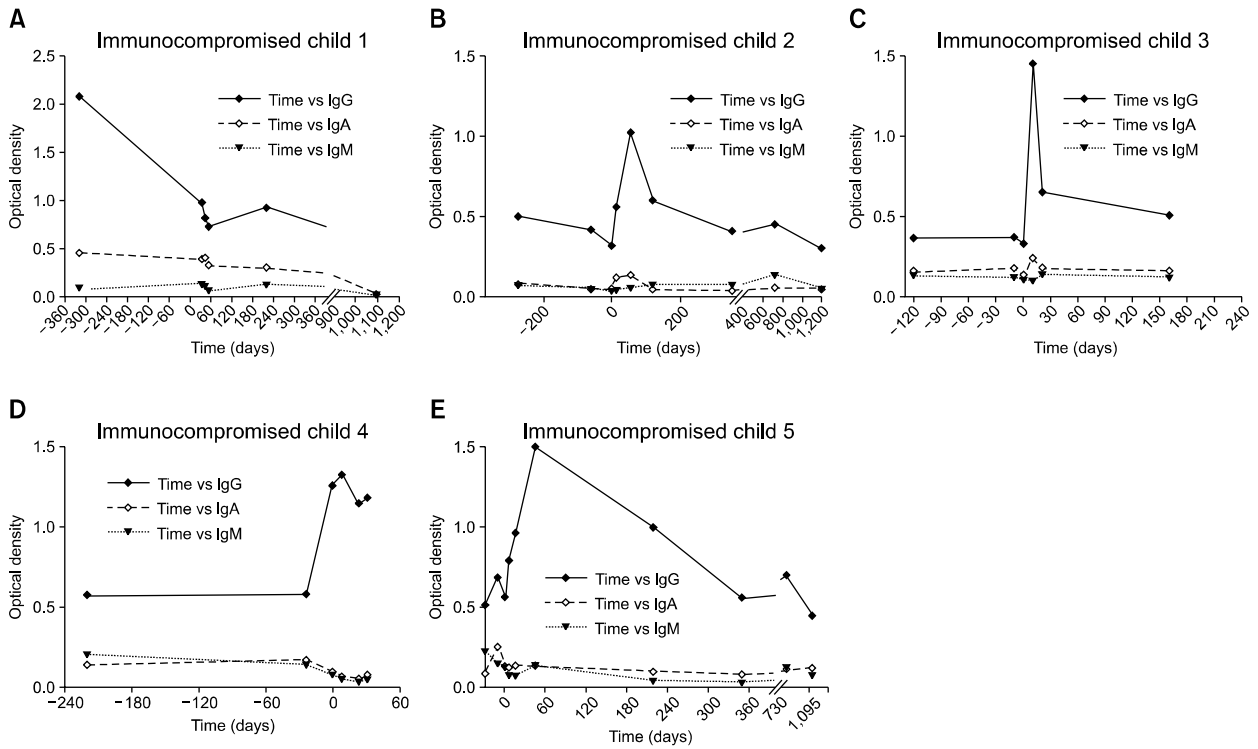 A
Immunocompromised child 1
Optical density
2.5
2.0
1.5
1.0
0.5
0.0
Time vs IgG
Time vs IgA
Time vs IgM
−360 −300 −240 −180 −120 −60 0 60 120 180 240 300 360 900 1,000 1,100 1,200
Time (days)
B
Immunocompromised child 2
Optical density
1.5
1.0
0.5
0.0
Time vs IgG
Time vs IgA
Time vs IgM
−200 0 200 400 600 800 1,000 1,200
Time (days)
C
Immunocompromised child 3
Optical density
1.5
1.0
0.5
0.0
Time vs IgG
Time vs IgA
Time vs IgM
−120 −90 −60 −30 0 30 60 90 120 150 180 210 240
Time (days)
D
Immunocompromised child 4
Optical density
1.5
1.0
0.5
0.0
Time vs IgG
Time vs IgA
Time vs IgM
−240 −180 −120 −60 0 60
Time (days)
E
Immunocompromised child 5
Optical density
1.5
1.0
0.5
0.0
Time vs IgG
Time vs IgA
Time vs IgM
0 60 120 180 240 300 360 730 1,095
Time (days)